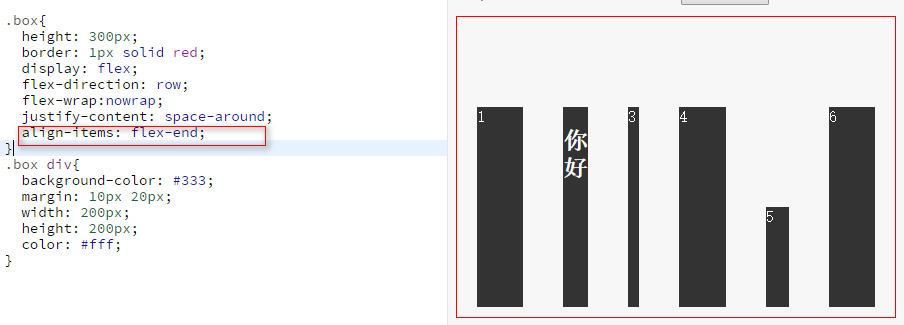 .box{
height: 300px;
border: 1px solid red;
display: flex;
flex-direction: row;
flex-wrap:nowrap;
justify-content: space-around;
align-items: flex-end;
}
.box div{
background-color: #333;
margin: 10px 20px;
width: 200px;
height: 200px;
color: #fff;
}
1
你
好
3
4
5
6